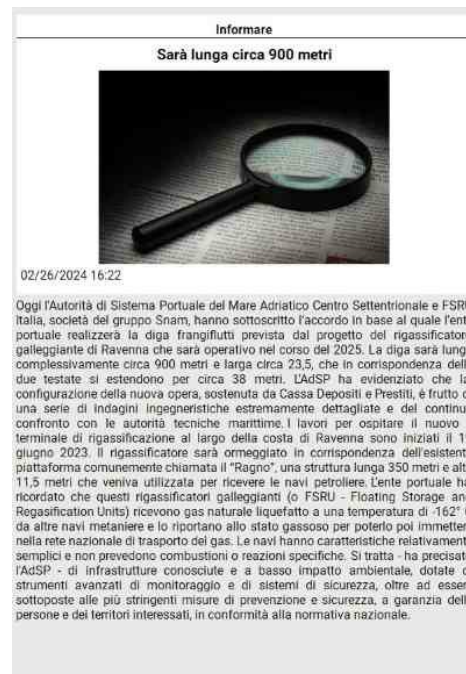 Informare
Sarà lunga circa 900 metri
02/26/2024 16:22
Oggi l'Autorità di Sistema Portuale del Mare Adriatico Centro Settentrionale e FSRU
Italia, società del gruppo Snam, hanno sottoscritto l'accordo in base al quale l'ent
portuale realizzerà la diga frangiflutti prevista dal progetto del rigassificator
galleggiante di Ravenna che sarà operativo nel corso del 2025. La diga sarà lung
complessivamente circa 900 metri e larga circa 23,5, che in corrispondenza dell
due testate si estendono per circa 38 metri. L'AdSP ha evidenziato che la
configurazione della nuova opera, sostenuta da Cassa Depositi e Prestiti, è frutto d
una serie di indagini ingegneristiche estremamente dettagliate e del continu
confronto con le autorità tecniche marittime. I lavori per ospitare il nuovo
terminale di rigassificazione al largo della costa di Ravenna sono iniziati il 1
giugno 2023. Il rigassificatore sarà ormeggiato in corrispondenza dell'esistent
piattaforma comunemente chiamata il "Ragno", una struttura lunga 350 metri e alt
11,5 metri che veniva utilizzata per ricevere le navi petroliere. L'ente portuale ha
ricordato che questi rigassificatori galleggianti (o FSRU - Floating Storage an
Regasification Units) ricevono gas naturale liquefatto a una temperatura di -162°
da altre navi metaniere e lo riportano allo stato gassoso per poterlo poi immetter
nella rete nazionale di trasporto del gas. Le navi hanno caratteristiche relativament
semplici e non prevedono combustioni o reazioni specifiche. Si tratta - ha precisat
l'AdSP - di infrastrutture conosciute e a basso impatto ambientale, dotate d
strumenti avanzati di monitoraggio e di sistemi di sicurezza, oltre ad esser
sottoposte alle più stringenti misure di prevenzione e sicurezza, a garanzia dell
persone e dei territori interessati, in conformità alla normativa nazionale.